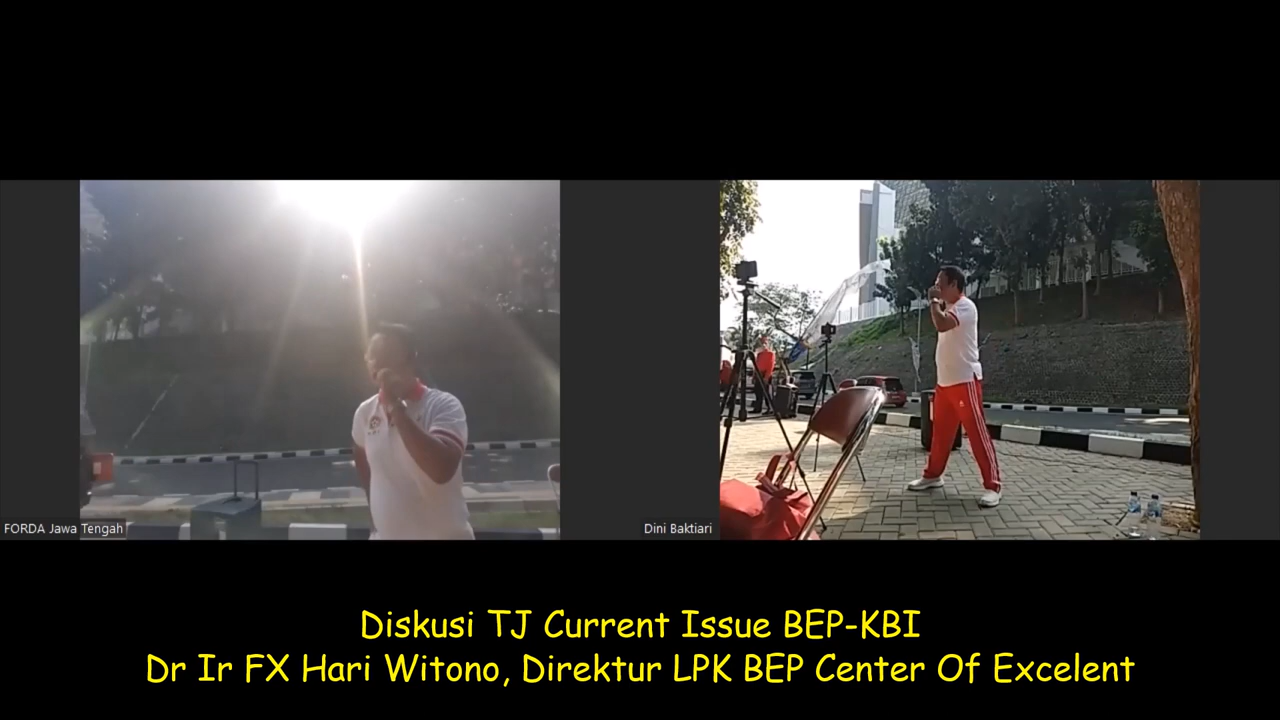 FORDA Jawa Tengah
Dini Baktiari
Diskusi TJ Current Issue BEP-KBI
Dr Ir FX Hari Witono, Direktur LPK BEP Center Of Excelent